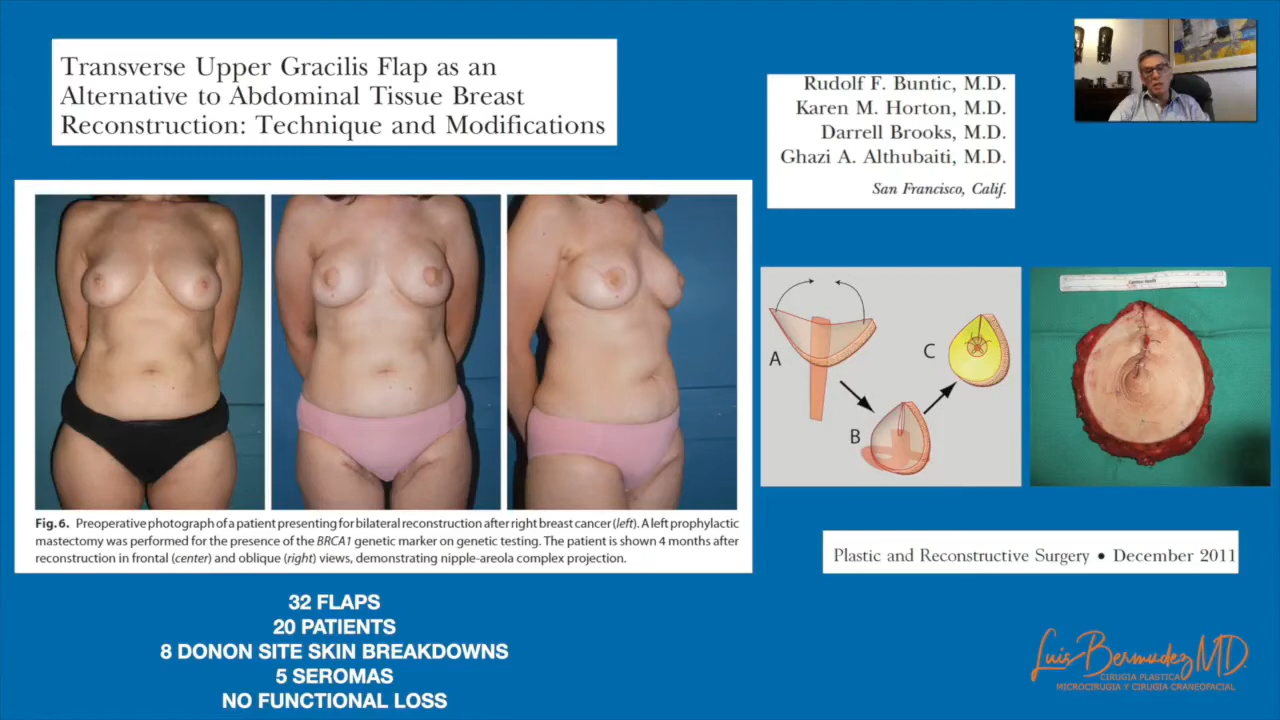 Transverse Upper Gracilis Flap as an
Alternative to Abdominal Tissue Breast
Reconstruction: Technique and Modifications
Rudolf F. Buntic, M.D.
Karen M. Horton, M.D.
Darrell Brooks, M.D.
Ghazi A. Althubaiti, M.D.
San Francisco, Calif.
A
B
C
Fig. 6. Preoperative photograph of a patient presenting for bilateral reconstruction after right breast cancer (left). A left prophylactic
mastectomy was performed for the presence of the BRCA1 genetic marker on genetic testing. The patient is shown 4 months after
reconstruction in frontal (center) and oblique (right) views, demonstrating nipple-areola complex projection.
Plastic and Reconstructive Surgery • December 2011
32 FLAPS
20 PATIENTS
8 DONON SITE SKIN BREAKDOWNS
5 SEROMAS
NO FUNCTIONAL LOSS
Luis Bermudez MD.
CIRUGIA PLASTICA
MICROCIRUGIA Y CIRUGIA CRANEOFACIAL